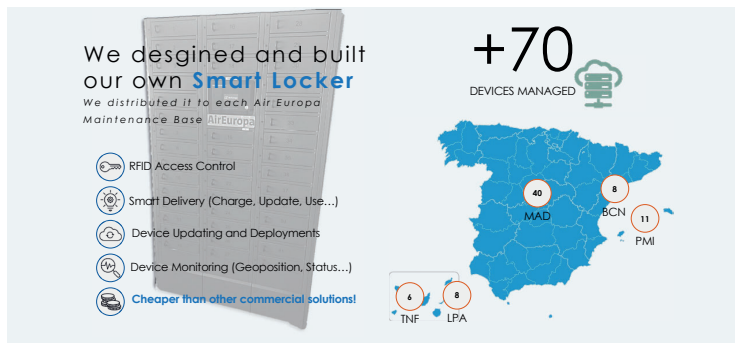 We desgined and built
our own Smart Locker
We distributed it to each Air Europa
Maintenance Base
AirEuropa
RFID Access Control
Smart Delivery (Charge, Update, Use...)
Device Updating and Deployments
Device Monitoring (Geoposition, Status...)
Cheaper than other commercial solutions!
+70
DEVICES MANAGED
40
MAD
8
BCN
11
PMI
6
TNF
8
LPA